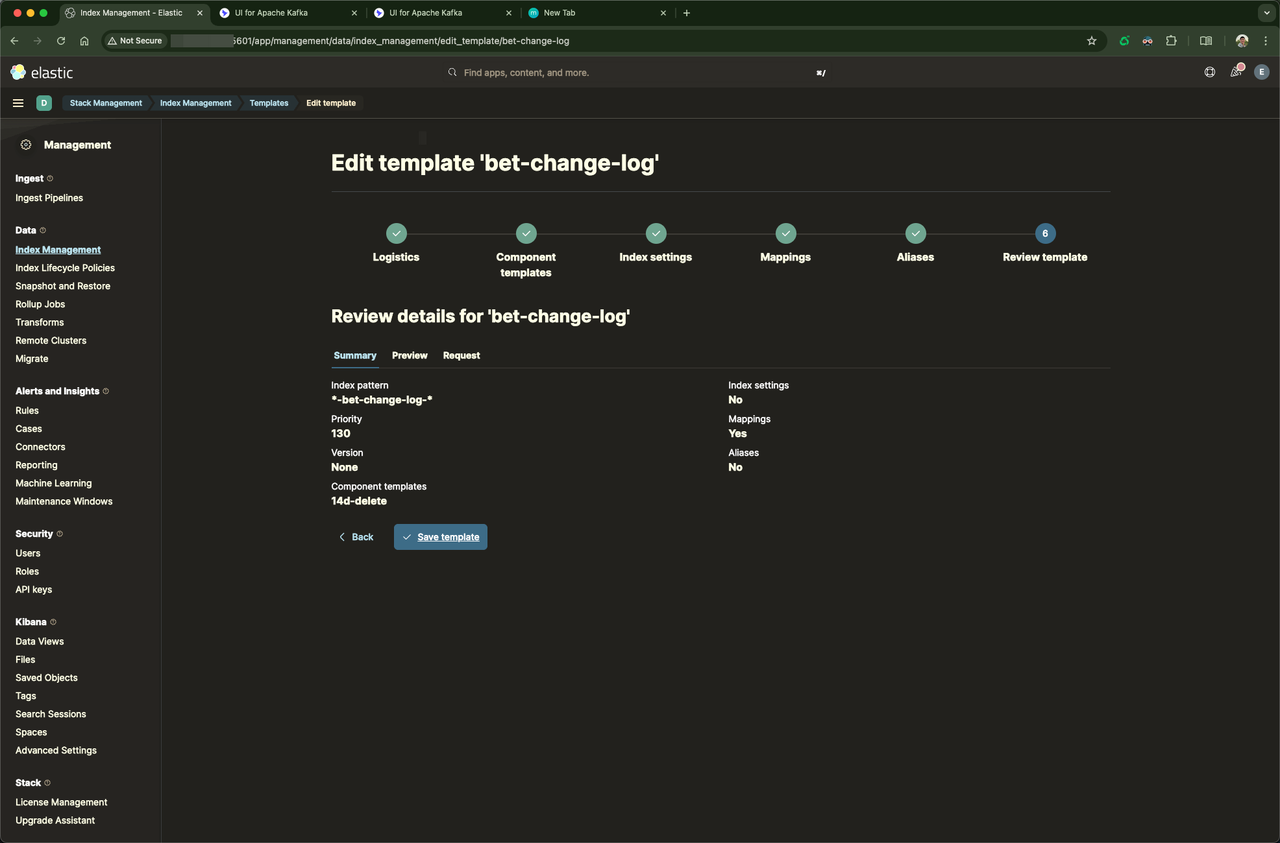 Index Management - Elastic
UI for Apache Kafka
UI for Apache Kafka
New Tab
Not Secure
5601/app/management/data/index_management/edit_template/bet-change-log
elastic
Find apps, content, and more.
⌘/
E
D
Stack Management
Index Management
Templates
Edit template
Management
Ingest
Ingest Pipelines
Data
Index Management
Index Lifecycle Policies
Snapshot and Restore
Rollup Jobs
Transforms
Remote Clusters
Migrate
Alerts and Insights
Rules
Cases
Connectors
Reporting
Machine Learning
Maintenance Windows
Security
Users
Roles
API keys
Kibana
Data Views
Files
Saved Objects
Tags
Search Sessions
Spaces
Advanced Settings
Stack
License Management
Upgrade Assistant
Edit template 'bet-change-log'
Logistics
Component
templates
Index settings
Mappings
Aliases
6
Review template
Review details for 'bet-change-log'
Summary
Preview
Request
Index pattern
*-bet-change-log-*
Priority
130
Version
None
Component templates
14d-delete
Index settings
No
Mappings
Yes
Aliases
No
Back
Save template